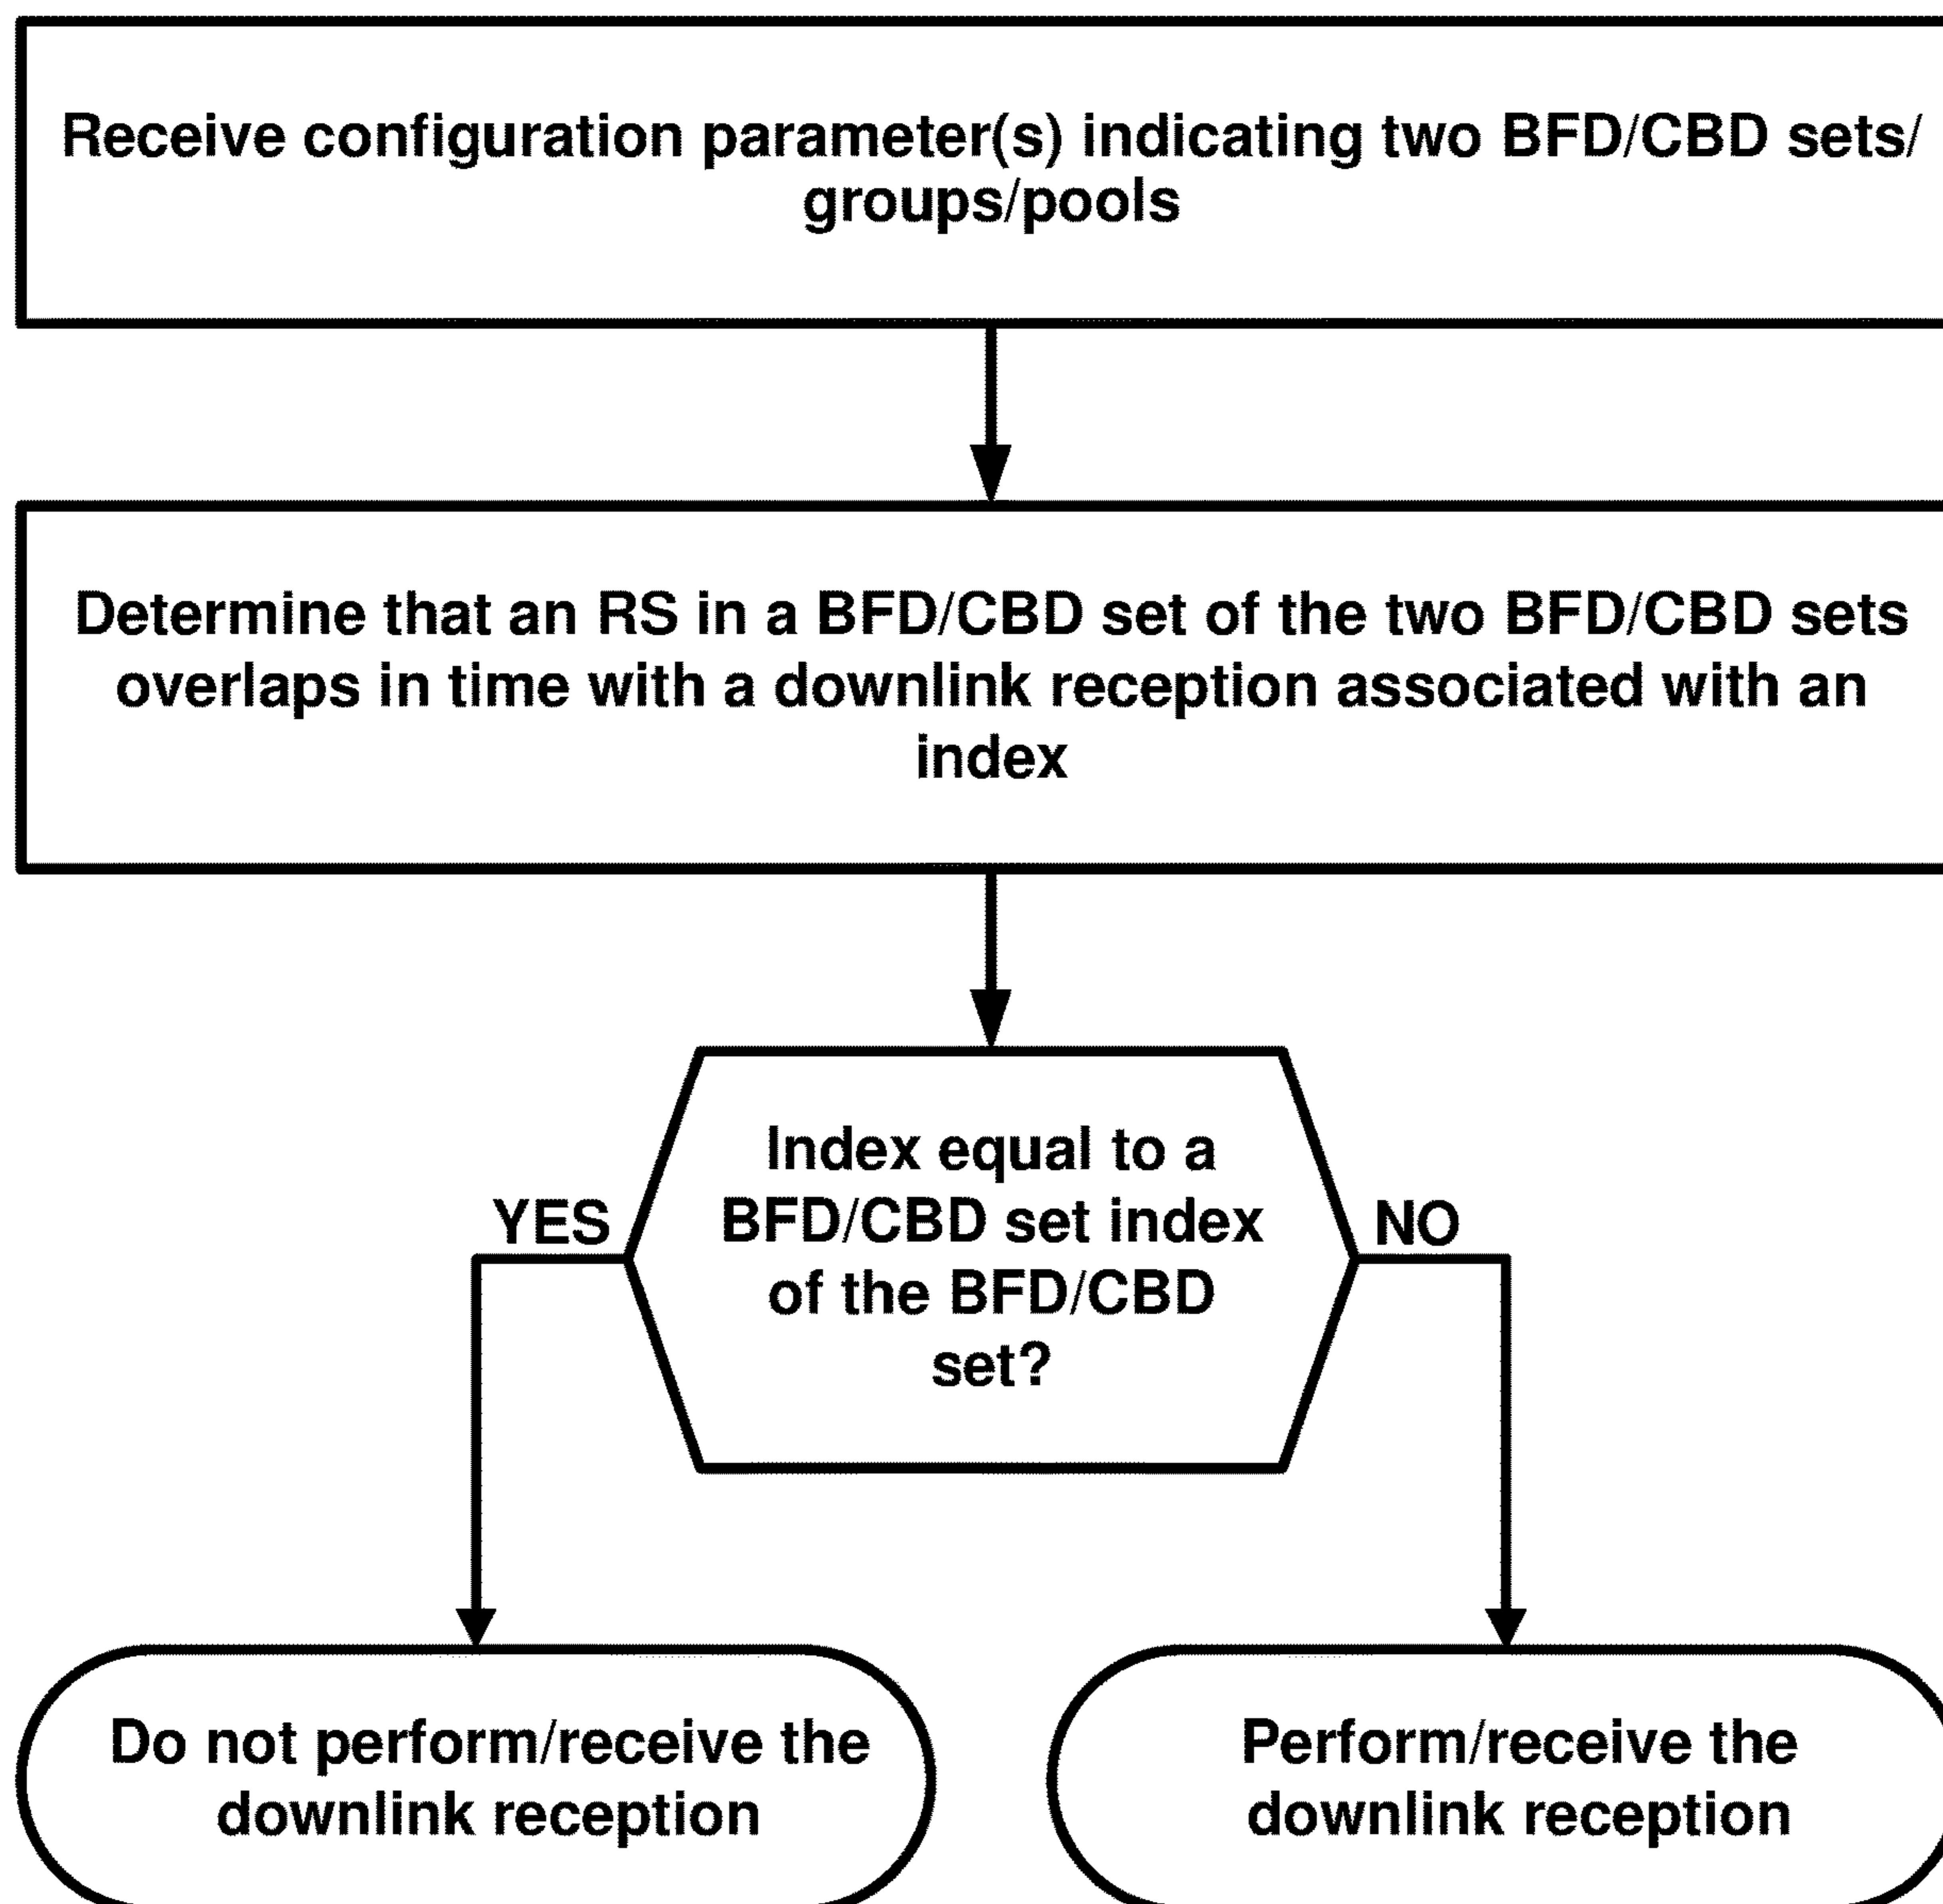 Receive configuration parameter(s) indicating two BFD/CBD sets/
groups/pools
Determine that an RS in a BFD/CBD set of the two BFD/CBD sets
overlaps in time with a downlink reception associated with an
index
Index equal to a
BFD/CBD set index
of the BFD/CBD
set?
YES
NO
Do not perform/receive the
downlink reception
Perform/receive the
downlink reception